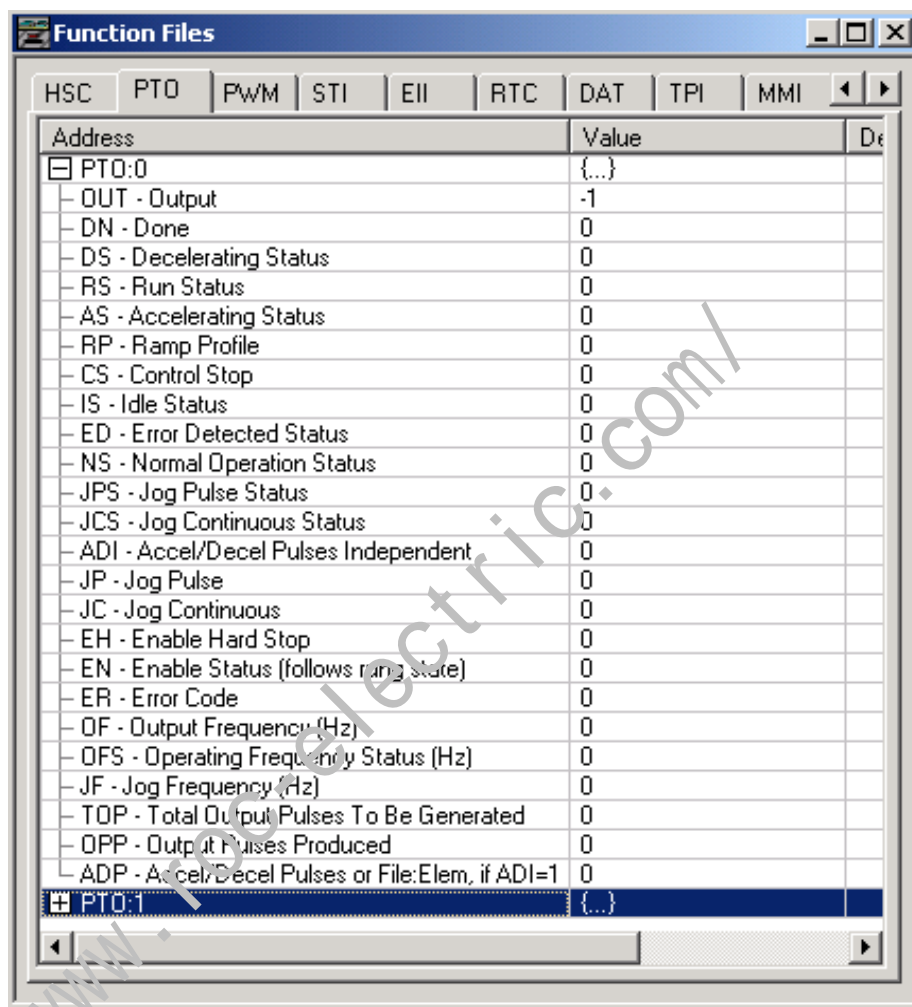 Function Files
HSC PTO PWM STI EII RTC DAT TPI MMI
Address Value De
PTO:0 {...}
OUT - Output -1
DN - Done 0
DS - Decelerating Status 0
RS - Run Status 0
AS - Accelerating Status 0
RP - Ramp Profile 0
CS - Control Stop 0
IS - Idle Status 0
ED - Error Detected Status 0
NS - Normal Operation Status 0
JPS - Jog Pulse Status 0
JCS - Jog Continuous Status 0
ADI - Accel/Decel Pulses Independent 0
JP - Jog Pulse 0
JC - Jog Continuous 0
EH - Enable Hard Stop 0
EN - Enable Status (follows rung state) 0
ER - Error Code 0
OF - Output Frequency (Hz) 0
OFS - Operating Frequency Status (Hz) 0
JF - Jog Frequency (Hz) 0
TOP - Total Output Pulses To Be Generated 0
OPP - Output Pulses Produced 0
ADP - Accel/Decel Pulses or File:Elem, if ADI=1 0
PTO:1 {...}
www.roc-electric.com/